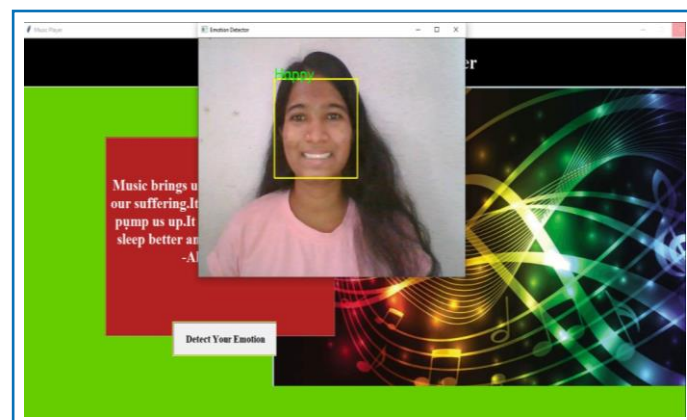 Music Player
Emotion Detector
er
Happy
Music brings u
our suffering.It
pump us up.It
sleep better an
-Al
Detect Your Emotion